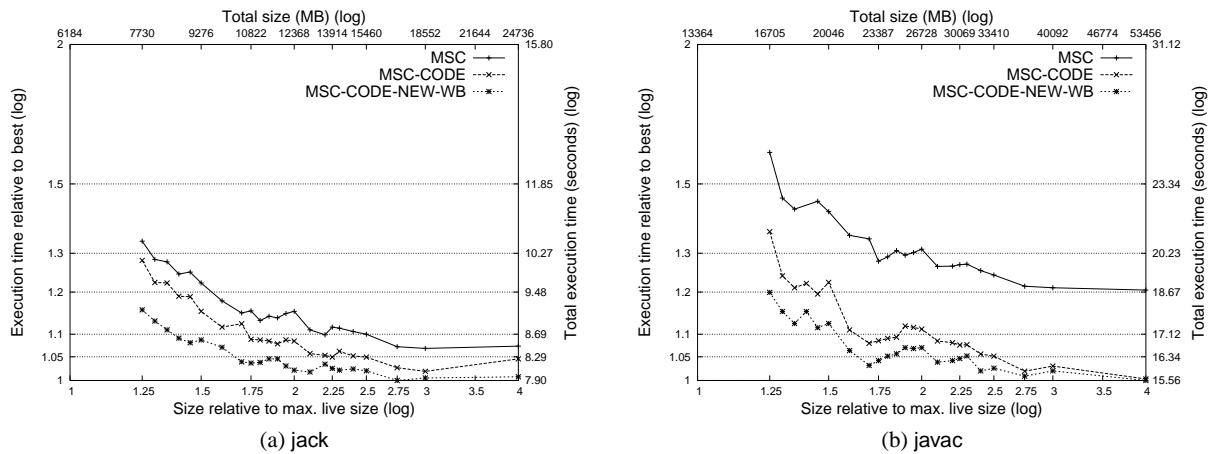 Total size (MB) (log)
6184 7730 9276 10822 12368 13914 15460 18552 21644 24736
Execution time relative to best (log)
2
1.5
1.3
1.2
1.1
1.05
1
MSC
MSC-CODE
MSC-CODE-NEW-WB
15.80
11.85
10.27
9.48
8.69
8.29
7.90
Total execution time (seconds) (log)
1 1.25 1.5 1.75 2 2.25 2.5 2.75 3 3.5 4
Size relative to max. live size (log)
(a) jack
Total size (MB) (log)
13364 16705 20046 23387 26728 30069 33410 40092 46774 53456
Execution time relative to best (log)
2
1.5
1.3
1.2
1.1
1.05
1
MSC
MSC-CODE
MSC-CODE-NEW-WB
31.12
23.34
20.23
18.67
17.12
16.34
15.56
Total execution time (seconds) (log)
1 1.25 1.5 1.75 2 2.25 2.5 2.75 3 3.5 4
Size relative to max. live size (log)
(b) javac